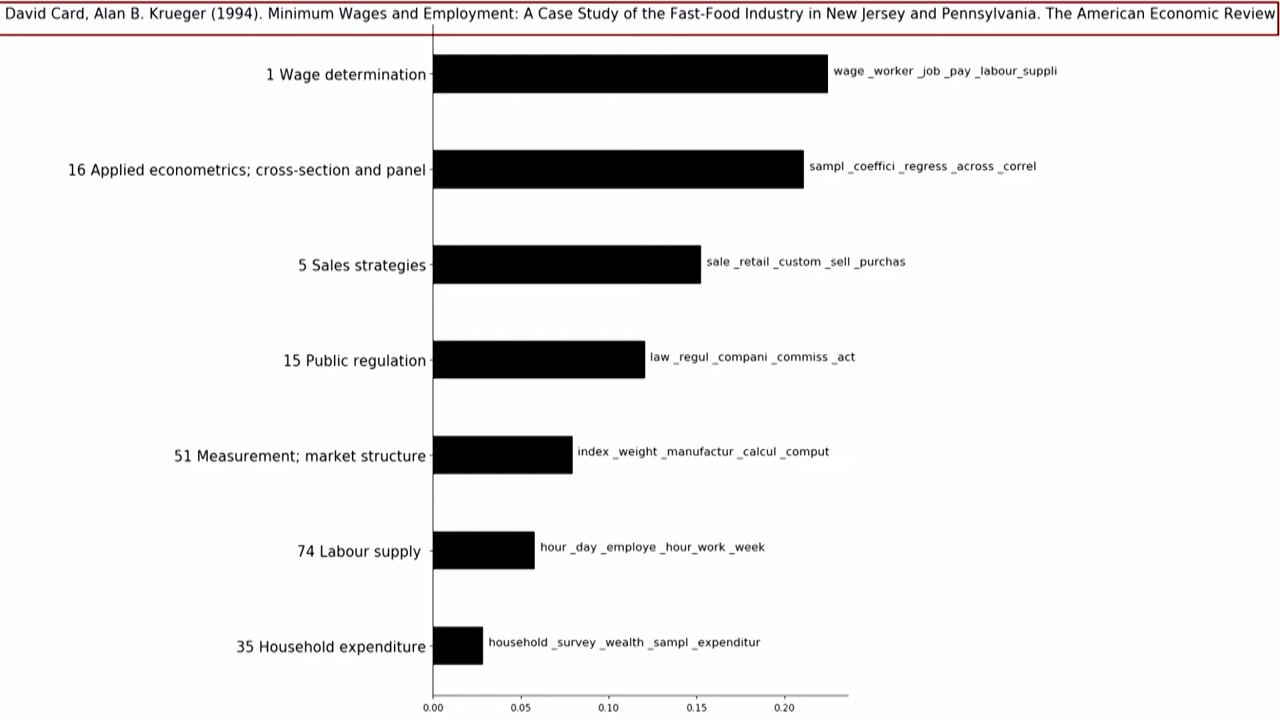 David Card, Alan B. Krueger (1994). Minimum Wages and Employment: A Case Study of the Fast-Food Industry in New Jersey and Pennsylvania. The American Economic Review
1 Wage determination wage _worker _job _pay _labour_suppli
16 Applied econometrics; cross-section and panel sampl _coeffici _regress _across _correl
5 Sales strategies sale _retail _custom _sell _purchas
15 Public regulation law _regul _compani _commiss _act
51 Measurement; market structure index _weight _manufactur _calcul _comput
74 Labour supply hour _day _employe _hour_work _week
35 Household expenditure household _survey _wealth _sampl _expenditur
0.00 0.05 0.10 0.15 0.20